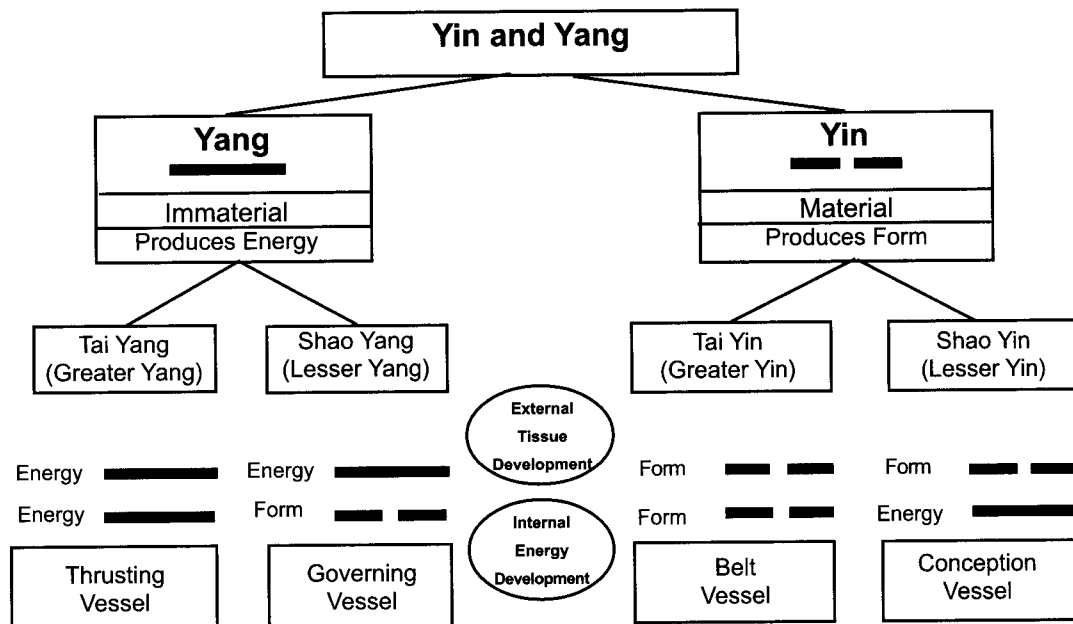 Yin and Yang
Yang
Immaterial
Produces Energy
Yin
Material
Produces Form
Tai Yang
(Greater Yang)
Shao Yang
(Lesser Yang)
Tai Yin
(Greater Yin)
Shao Yin
(Lesser Yin)
External
Tissue
Development
Energy
Energy
Form
Form
Energy
Form
Form
Energy
Internal
Energy
Development
Thrusting
Vessel
Governing
Vessel
Belt
Vessel
Conception
Vessel